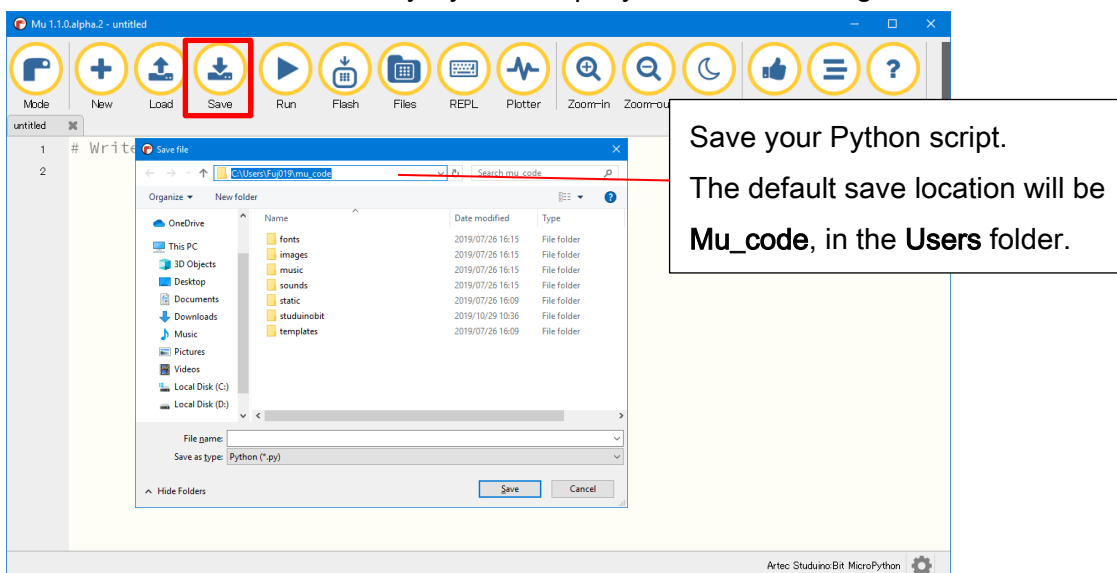 Mu 1.1.0.alpha.2 - untitled
Mode New Load Save Run Flash Files REPL Plotter Zoom-in Zoom-ou
untitled
Save your Python script.
The default save location will be
Mu_code, in the Users folder.
1 # Write
2
Save file
C:\Users\Fuj019\mu_code
Search mu_code
Organize New folder
Name Date modified Type
OneDrive
This PC
3D Objects
Desktop
Documents
Downloads
Music
Pictures
Videos
Local Disk (C:)
Local Disk (D:)
fonts 2019/07/26 16:15 File folder
images 2019/07/26 16:15 File folder
music 2019/07/26 16:15 File folder
sounds 2019/07/26 16:15 File folder
static 2019/07/26 16:09 File folder
studuinobit 2019/10/29 10:36 File folder
templates 2019/07/26 16:09 File folder
File name:
Save as type: Python (*.py)
Hide Folders
Save Cancel
Artec Studuino:Bit MicroPython